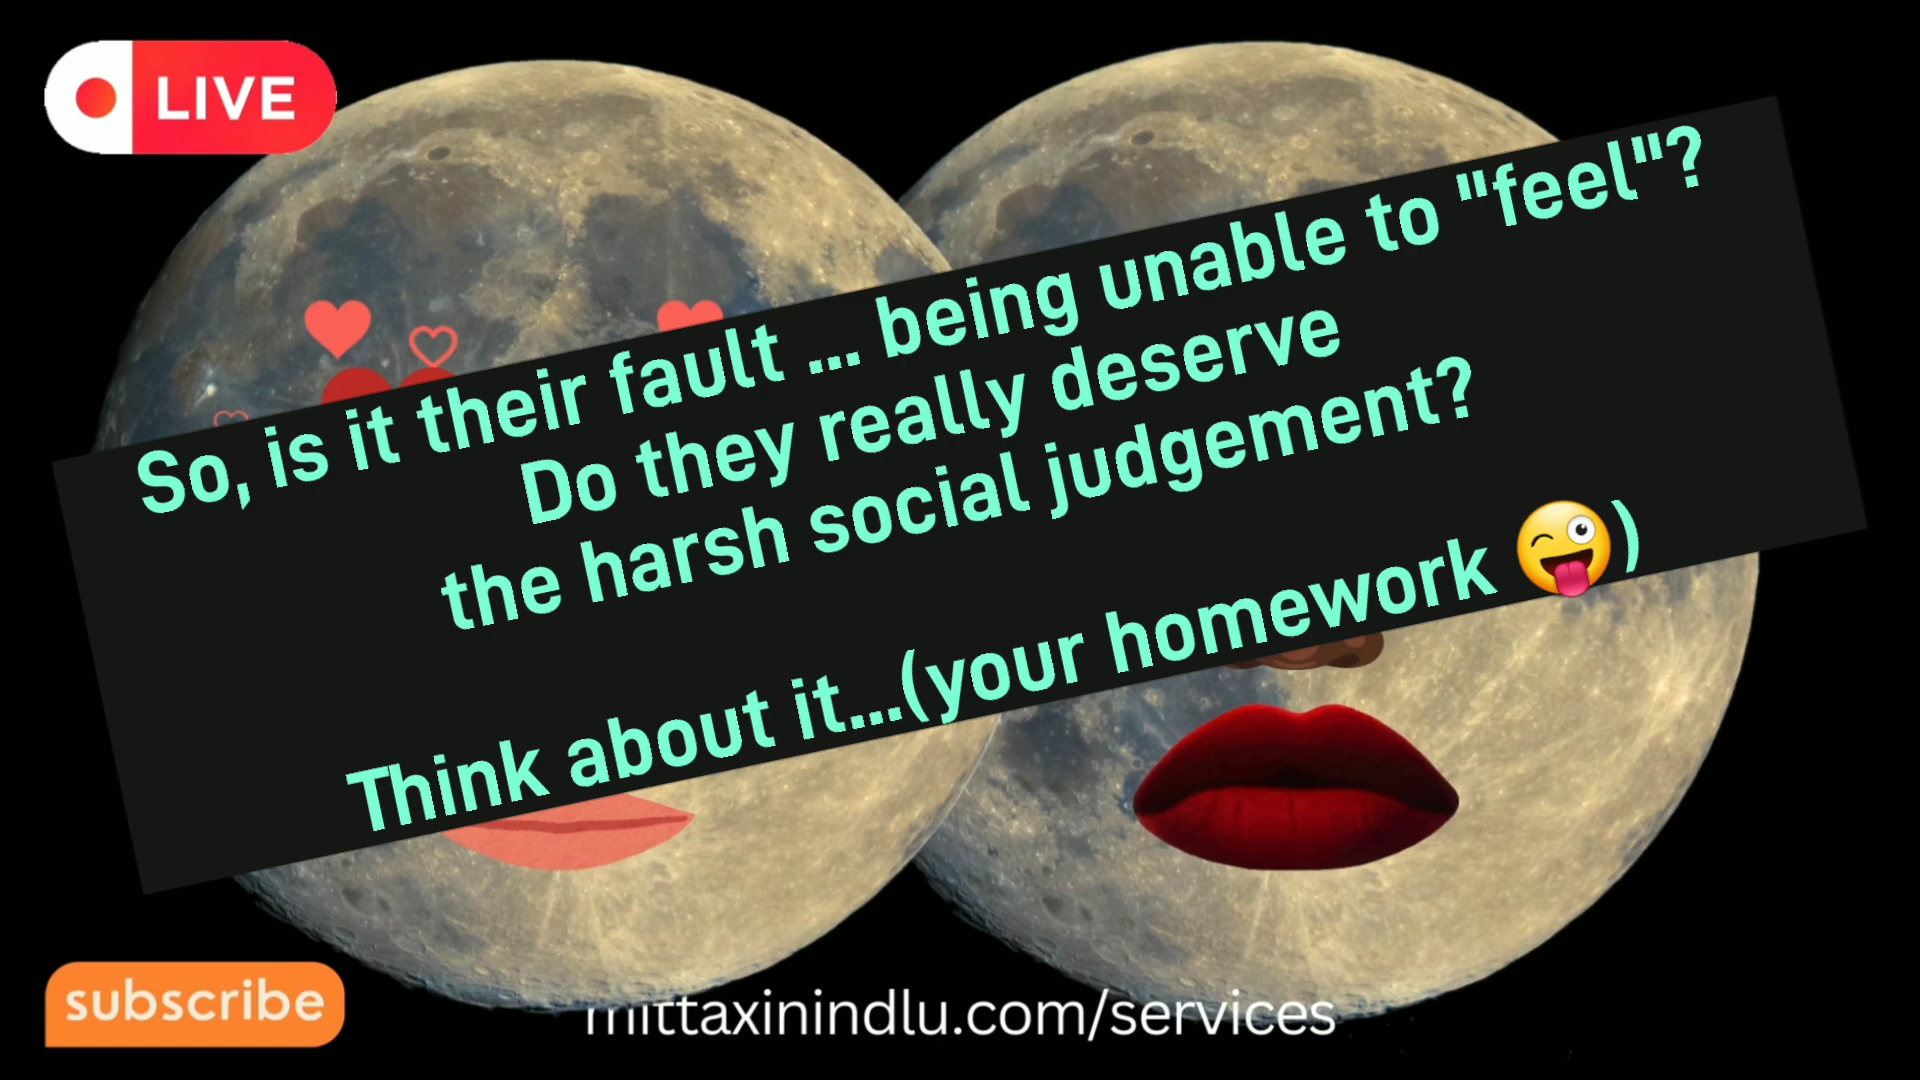 LIVE
So, is it their fault ... being unable to "feel"?
Do they really deserve
the harsh social judgement?
Think about it...(your homework 😜)
subscribe
mittaxinindlu.com/services